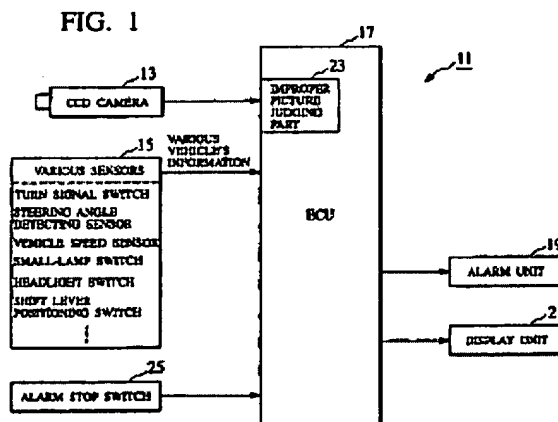 FIG. 1
17
11
13
CCD CAMERA
23
IMPROPER
PICTURE
JUDGING
PART
15
VARIOUS
VEHICLE'S
INFORMATION
VARIOUS SENSORS
TURN SIGNAL SWITCH
STEERING ANGLE
DETECTING SENSOR
VEHICLE SPEED SENSOR
SMALL-LAMP SWITCH
HEADLIGHT SWITCH
SHIFT LEVER
POSITIONING SWITCH
ECU
19
ALARM UNIT
2
DISPLAY UNIT
25
ALARM STOP SWITCH